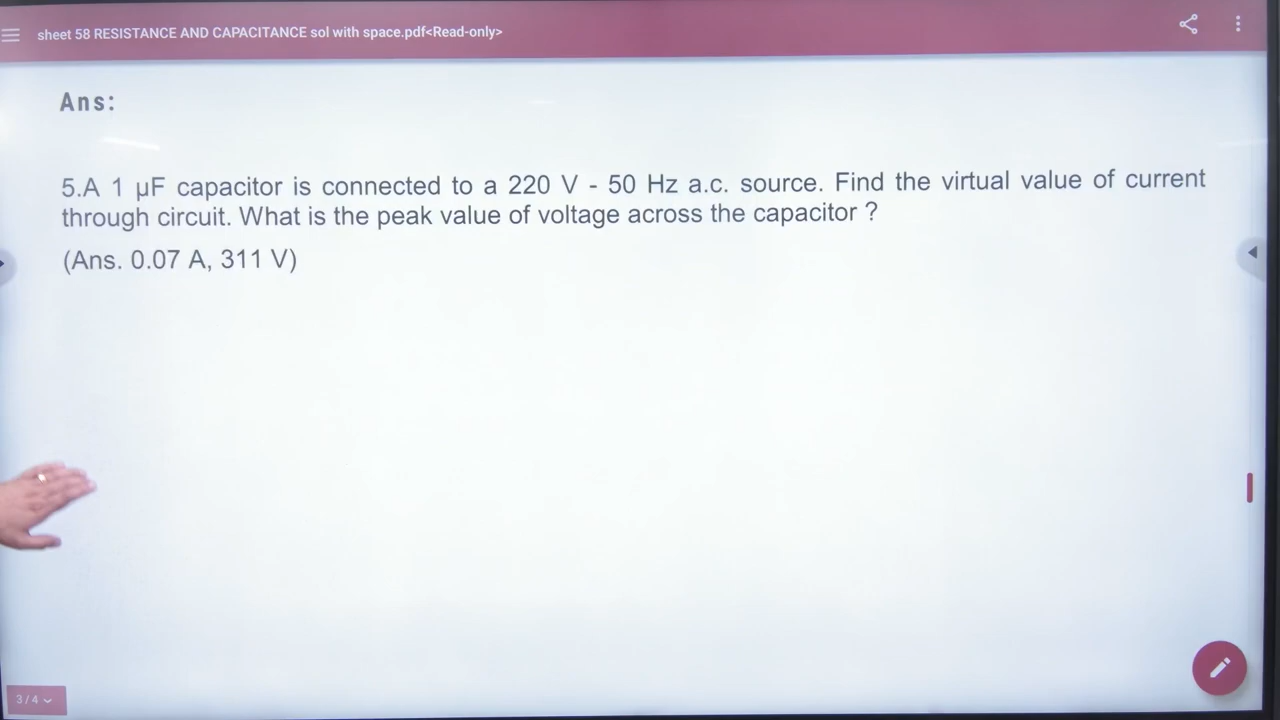 sheet 58 RESISTANCE AND CAPACITANCE sol with space.pdf<Read-only>
Ans:
5.A 1 µF capacitor is connected to a 220 V - 50 Hz a.c. source. Find the virtual value of current
through circuit. What is the peak value of voltage across the capacitor ?
(Ans. 0.07 A, 311 V)
3/4